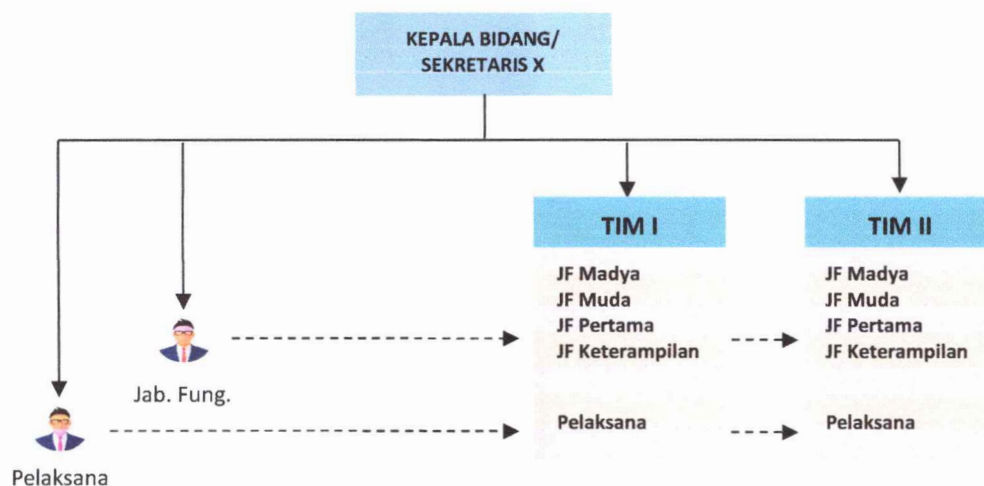 KEPALA BIDANG/
SEKRETARIS X
TIM I
JF Madya
JF Muda
JF Pertama
JF Keterampilan
Pelaksana
TIM II
JF Madya
JF Muda
JF Pertama
JF Keterampilan
Pelaksana
Jab. Fung.
Pelaksana